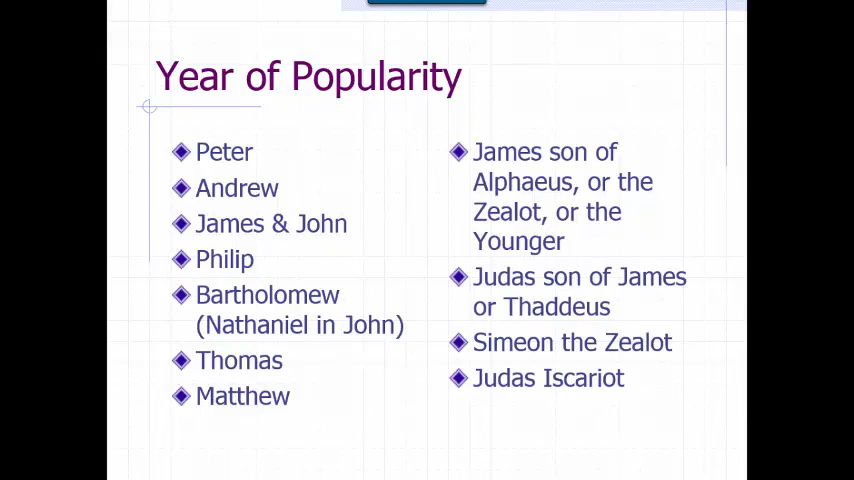 Year of Popularity
Peter
Andrew
James & John
Philip
Bartholomew
(Nathaniel in John)
Thomas
Matthew
James son of
Alphaeus, or the
Zealot, or the
Younger
Judas son of James
or Thaddeus
Simeon the Zealot
Judas Iscariot